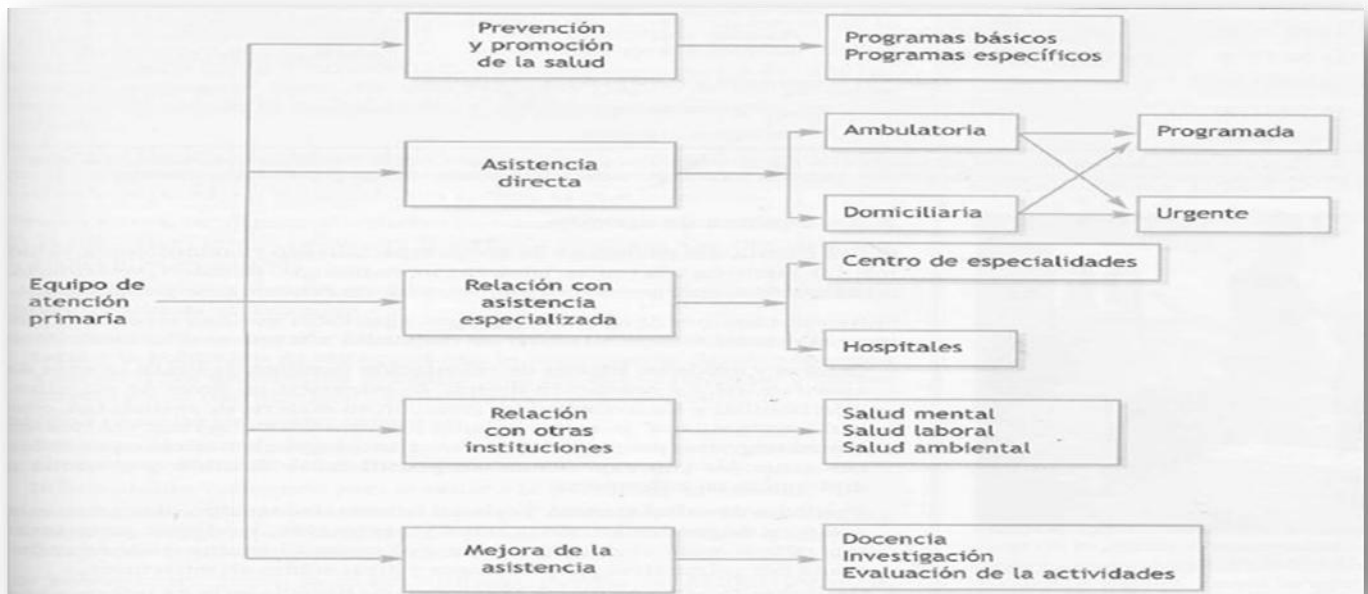 Equipo de
atención
primaria
Prevención
y promoción
de la salud
Programas básicos
Programas específicos
Asistencia
directa
Ambulatoria
Domiciliaria
Programada
Urgente
Relación con
asistencia
especializada
Centro de especialidades
Hospitales
Relación
con otras
instituciones
Salud mental
Salud laboral
Salud ambiental
Mejora de la
asistencia
Docencia
Investigación
Evaluación de la actividades